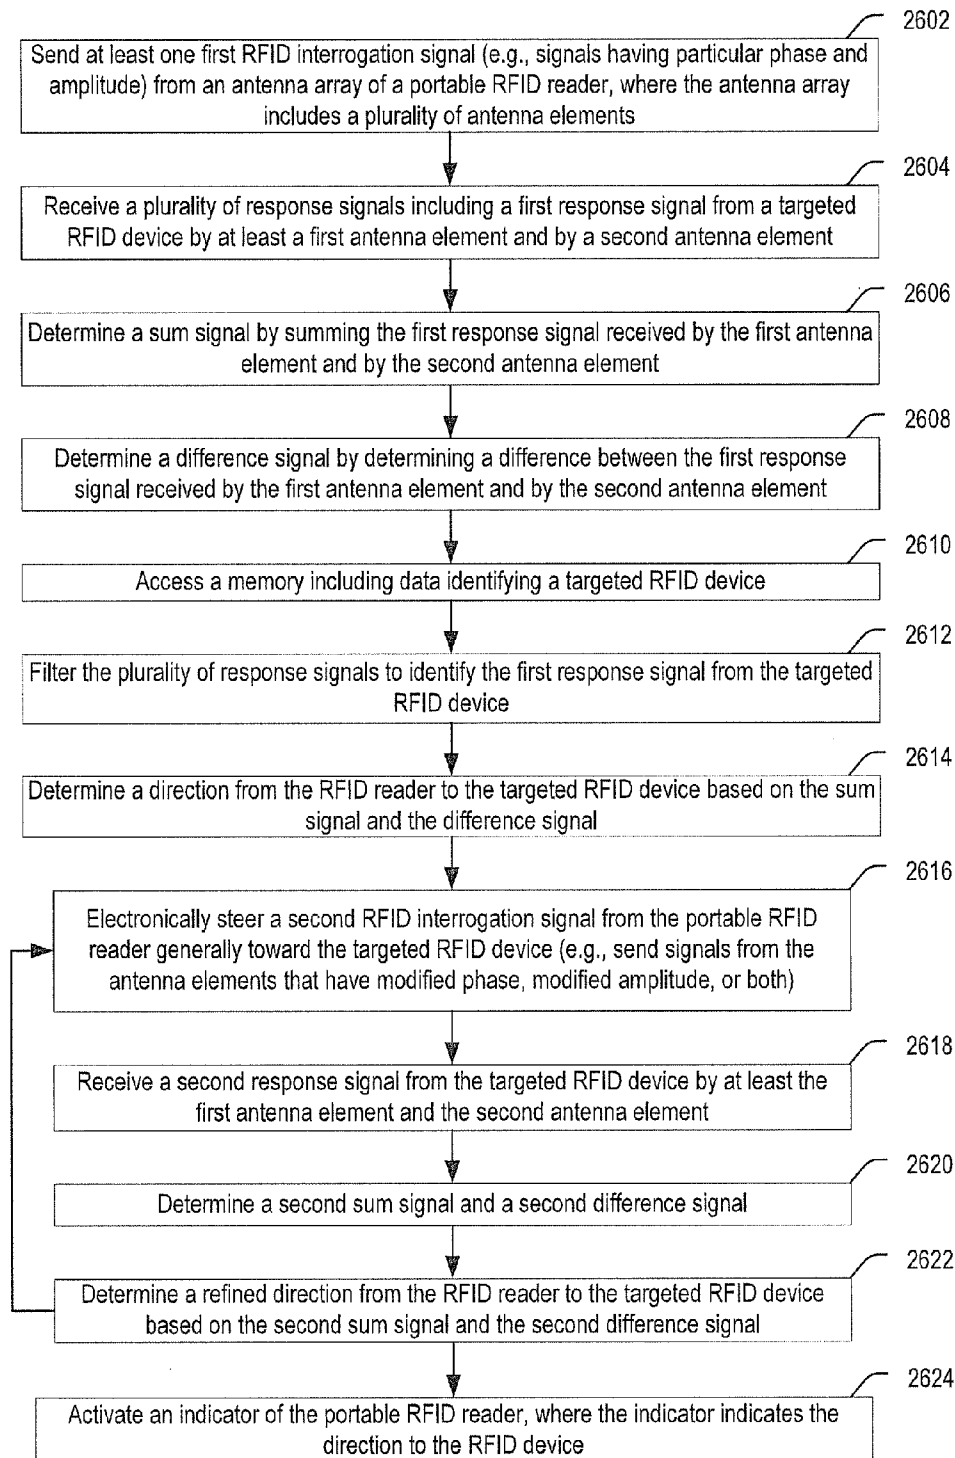 2602
Send at least one first RFID interrogation signal (e.g., signals having particular phase and
amplitude) from an antenna array of a portable RFID reader, where the antenna array
includes a plurality of antenna elements
2604
Receive a plurality of response signals including a first response signal from a targeted
RFID device by at least a first antenna element and by a second antenna element
2606
Determine a sum signal by summing the first response signal received by the first antenna
element and by the second antenna element
2608
Determine a difference signal by determining a difference between the first response
signal received by the first antenna element and by the second antenna element
2610
Access a memory including data identifying a targeted RFID device
2612
Filter the plurality of response signals to identify the first response signal from the targeted
RFID device
2614
Determine a direction from the RFID reader to the targeted RFID device based on the sum
signal and the difference signal
2616
Electronically steer a second RFID interrogation signal from the portable RFID
reader generally toward the targeted RFID device (e.g., send signals from the
antenna elements that have modified phase, modified amplitude, or both)
2618
Receive a second response signal from the targeted RFID device by at least the
first antenna element and the second antenna element
2620
Determine a second sum signal and a second difference signal
2622
Determine a refined direction from the RFID reader to the targeted RFID device
based on the second sum signal and the second difference signal
2624
Activate an indicator of the portable RFID reader, where the indicator indicates the
direction to the RFID device